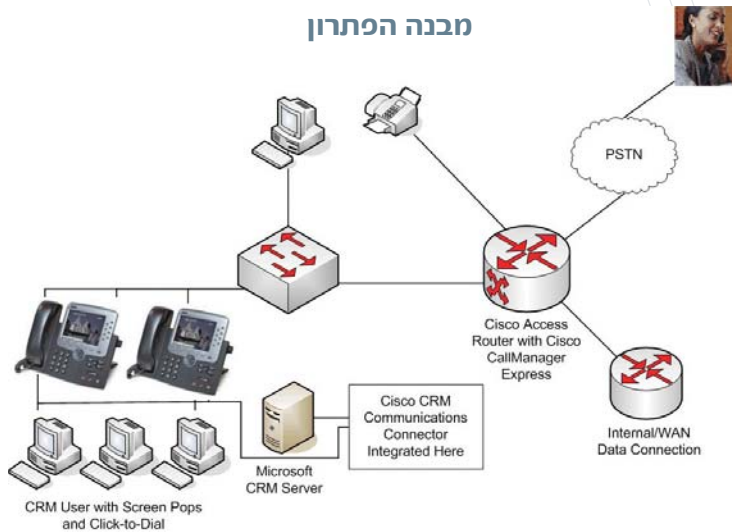 מבנה הפתרון
PSTN
Cisco Access
Router with Cisco
CallManager
Express
Internal/WAN
Data Connection
Cisco CRM
Communications
Connector
Integrated Here
Microsoft
CRM Server
CRM User with Screen Pops
and Click-to-Dial